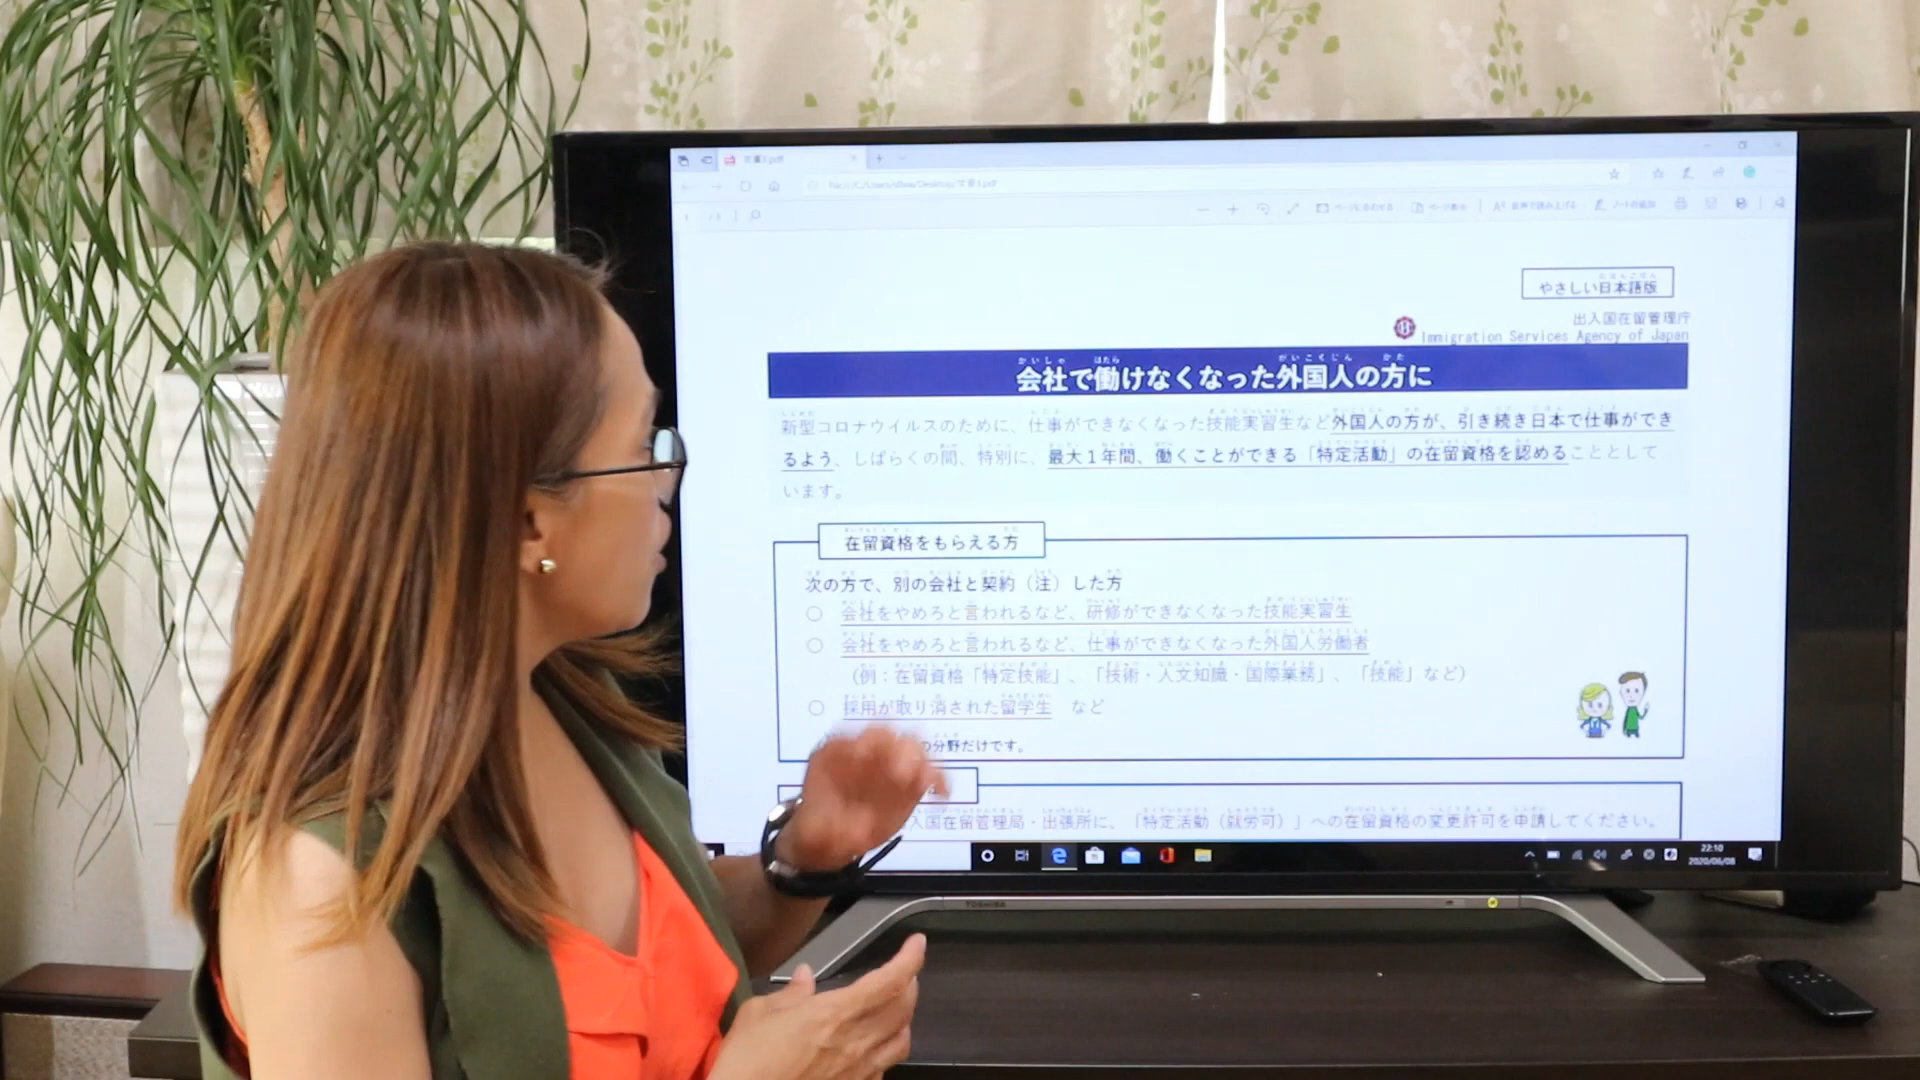 やさしい日本語版
出入国在留管理庁
Immigration Services Agency of Japan
会社で働けなくなった外国人の方に
新型コロナウイルスのために、仕事ができなくなった技能実習生など外国人の方が、引き続き日本で仕事ができ
るよう、しばらくの間、特別に、最大１年間、働くことができる「特定活動」の在留資格を認めることとして
います。
在留資格をもらえる方
次の方で、別の会社と契約（注）した方
○ 会社をやめろと言われるなど、研修ができなくなった技能実習生
○ 会社をやめろと言われるなど、仕事ができなくなった外国人労働者
（例：在留資格「特定技能」、「技術・人文知識・国際業務」、「技能」など）
○ 採用が取り消された留学生 など
の分野だけです。
入国在留管理局・出張所に、「特定活動（就労可）」への在留資格の変更許可を申請してください。
22:10
2020/06/08
TOSHIBA